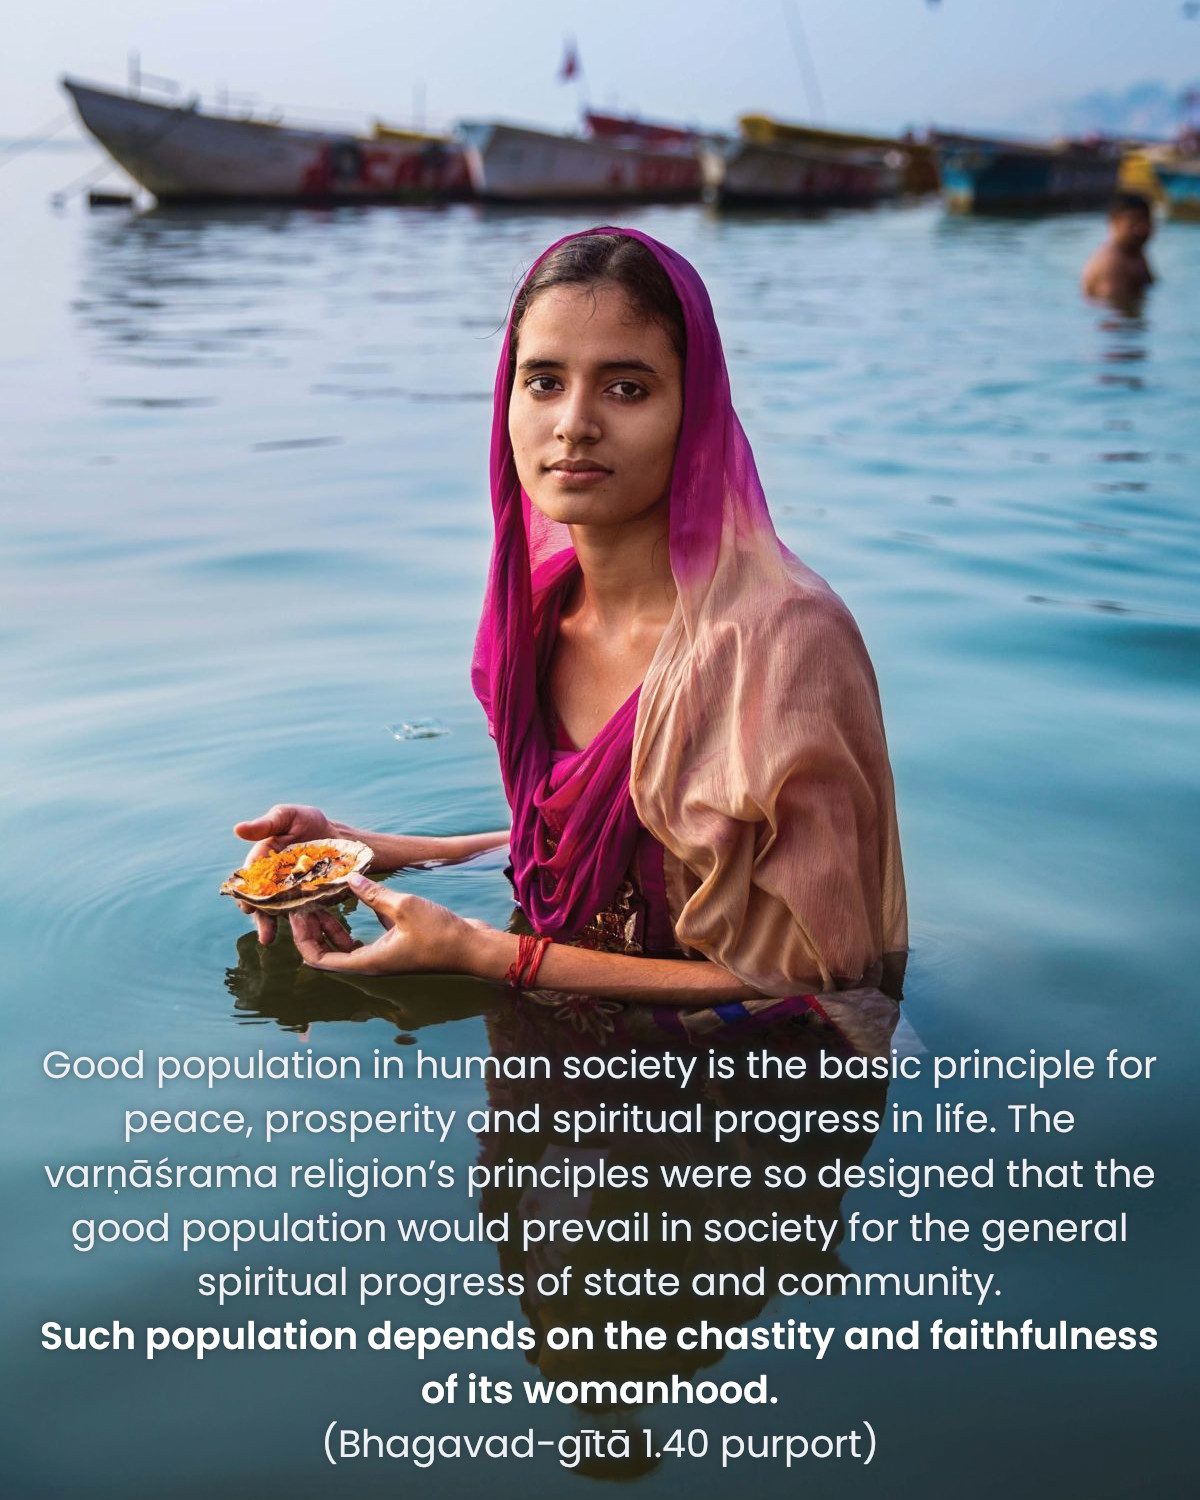 Good population in human society is the basic principle for
peace, prosperity and spiritual progress in life. The
varṇāśrama religion’s principles were so designed that the
good population would prevail in society for the general
spiritual progress of state and community.
Such population depends on the chastity and faithfulness
of its womanhood.
(Bhagavad-gītā 1.40 purport)